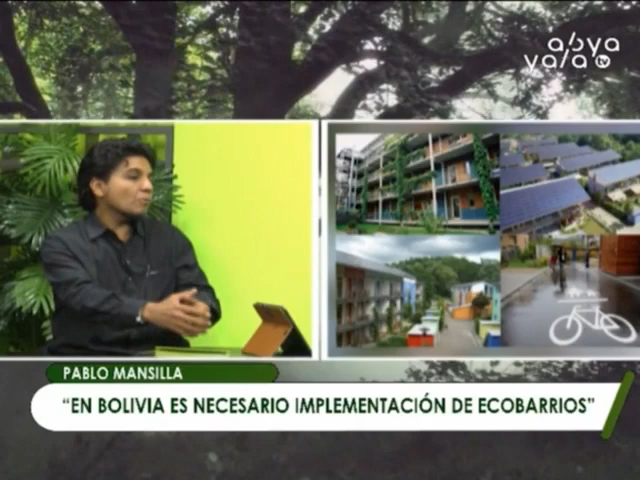 abya
yala tv
PABLO MANSILLA
“EN BOLIVIA ES NECESARIO IMPLEMENTACIÓN DE ECOBARRIOS”